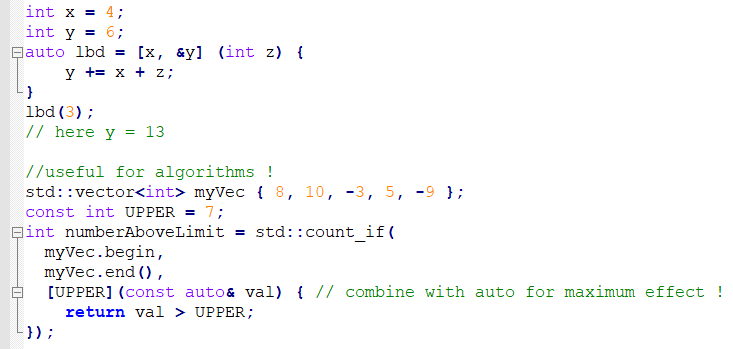 int x = 4;
int y = 6;
auto lbd = [x, &y] (int z) {
y += x + z;
}
lbd(3);
// here y = 13
//useful for algorithms !
std::vector<int> myVec { 8, 10, -3, 5, -9 };
const int UPPER = 7;
int numberAboveLimit = std::count_if(
myVec.begin,
myVec.end(),
[UPPER](const auto& val) { // combine with auto for maximum effect !
return val > UPPER;
});